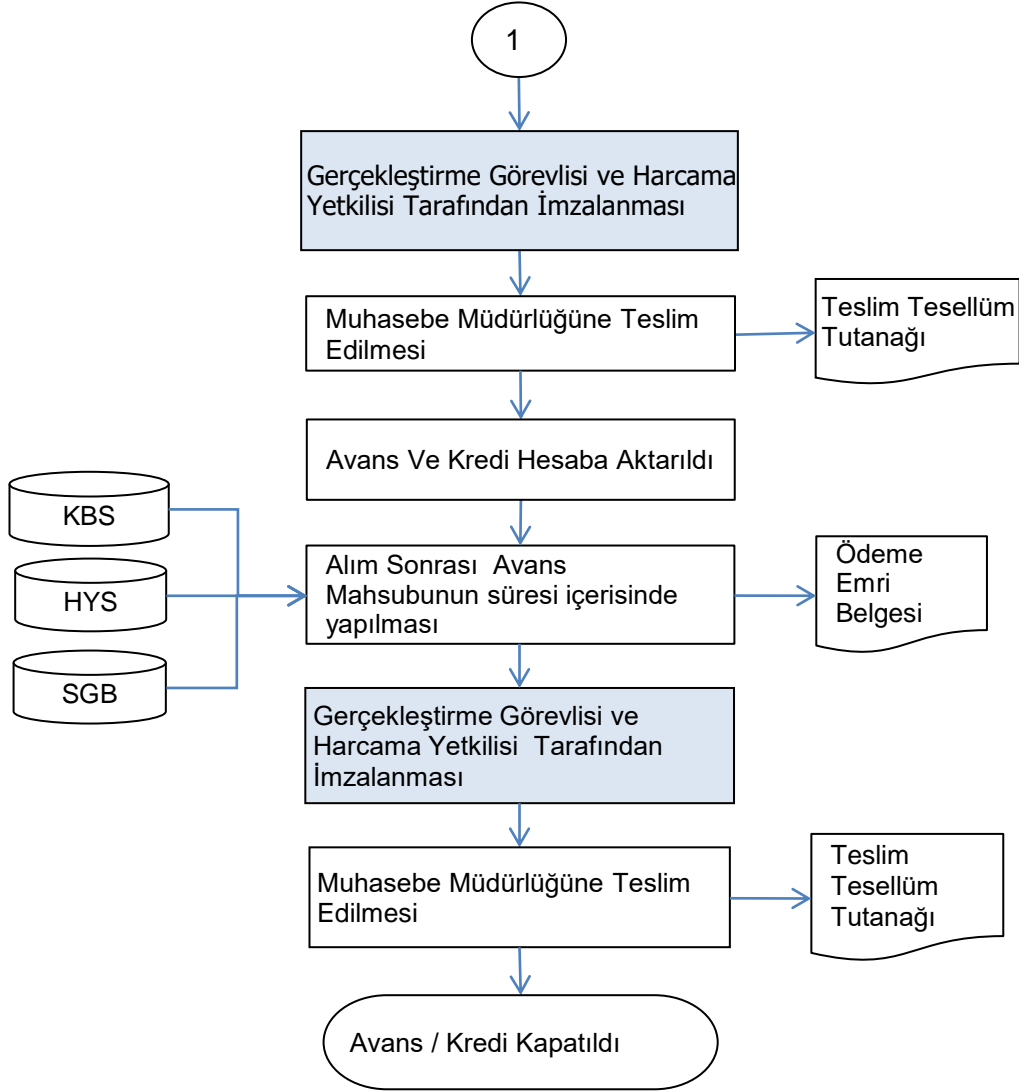 1
Gerçekleştirme Görevlisi ve Harcama
Yetkilisi Tarafından İmzalanması
Muhasebe Müdürlüğüne Teslim
Edilmesi
Teslim Tesellüm
Tutanağı
Avans Ve Kredi Hesaba Aktarıldı
KBS
HYS
SGB
Alım Sonrası Avans
Mahsubunun süresi içerisinde
yapılması
Ödeme
Emri
Belgesi
Gerçekleştirme Görevlisi ve
Harcama Yetkilisi Tarafından
İmzalanması
Muhasebe Müdürlüğüne Teslim
Edilmesi
Teslim
Tesellüm
Tutanağı
Avans / Kredi Kapatıldı